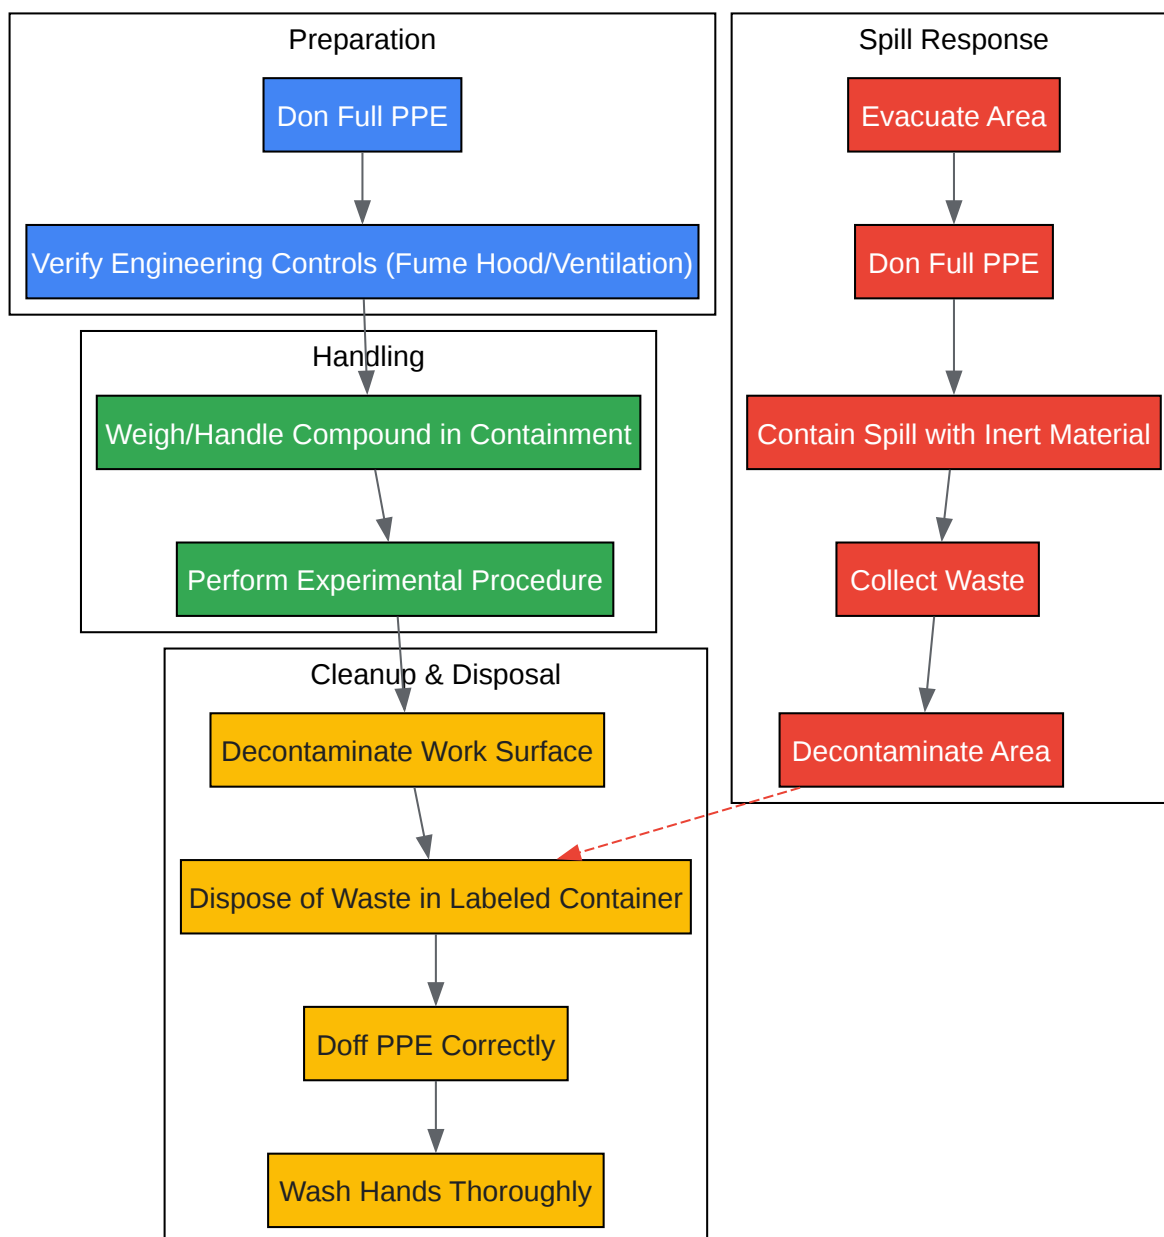 Preparation
Don Full PPE
Verify Engineering Controls (Fume Hood/Ventilation)
Handling
Weigh/Handle Compound in Containment
Perform Experimental Procedure
Cleanup & Disposal
Decontaminate Work Surface
Dispose of Waste in Labeled Container
Doff PPE Correctly
Wash Hands Thoroughly
Spill Response
Evacuate Area
Don Full PPE
Contain Spill with Inert Material
Collect Waste
Decontaminate Area